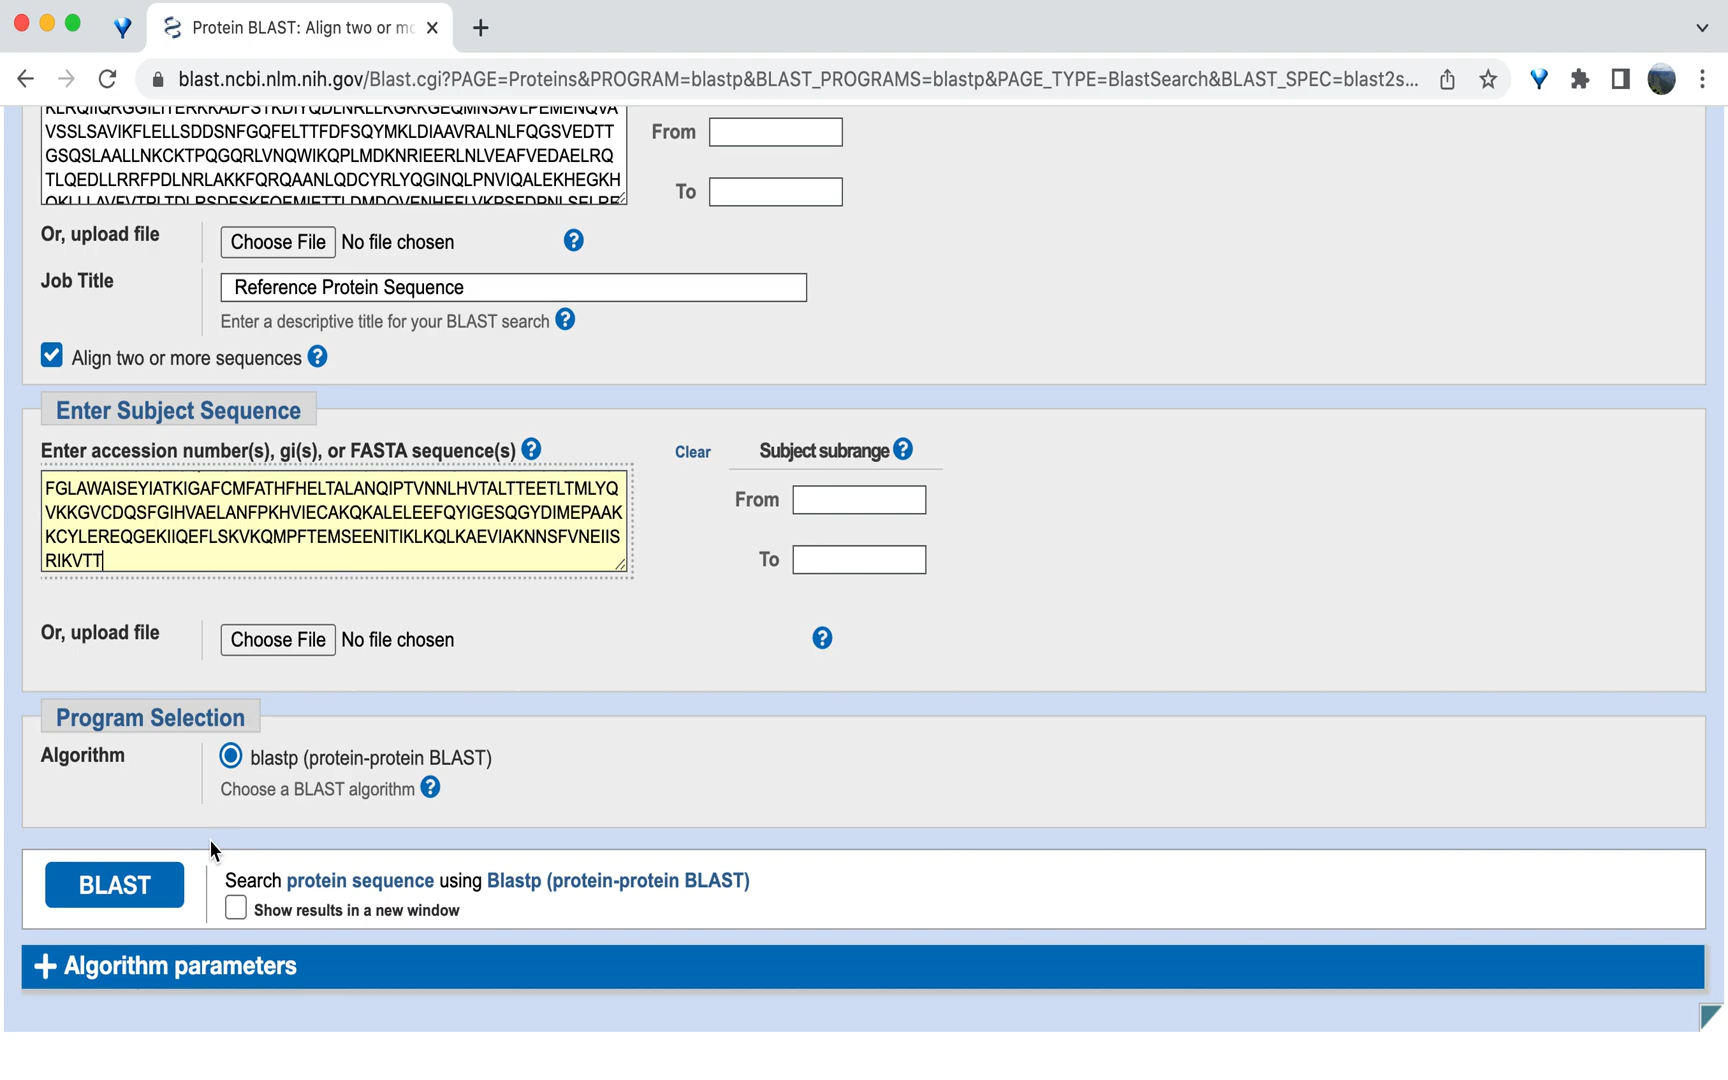 Protein BLAST: Align two or mo
blast.ncbi.nlm.nih.gov/Blast.cgi?PAGE=Proteins&PROGRAM=blastp&BLAST_PROGRAMS=blastp&PAGE_TYPE=BlastSearch&BLAST_SPEC=blast2s...
KLRQIIQRGGILITERKKADFSTKDIYQDLNRLLKGKKGEQMNSAVLPEMENQVA
VSSLSAVIKFLELLSDDSNFGQFELTTFDFSQYMKLDIAAVRALNLFQGSVEDTT
GSQSLAALLNKCKTPQGQRLVNQWIKQPLMDKNRIEERLNLVEAFVEDAELRQ
TLQEDLLRRFPDLNRLAKKFQRQAANLQDCYRLYQGINQLPNVIQALEKHEGKH
From
To
Or, upload file
Choose File No file chosen
Job Title
Reference Protein Sequence
Enter a descriptive title for your BLAST search
Align two or more sequences
Enter Subject Sequence
Enter accession number(s), gi(s), or FASTA sequence(s)
Clear
Subject subrange
FGLAWAISEYIATKIGAFCMFATHFHELTALANQIPTVNNLHVTALTTEETLTMLYQ
VKKGVCDQSFGIHVAELANFPKHVIECAKQKALELEEFQYIGESQGYDIMEPAAK
KCYLEREQGEKIIQEFLSKVKQMPFTEMSEENITIKLKQLKAEVIAKNNSFVNEIIS
RIKVTT
From
To
Or, upload file
Choose File No file chosen
Program Selection
Algorithm
blastp (protein-protein BLAST)
Choose a BLAST algorithm
BLAST
Search protein sequence using Blastp (protein-protein BLAST)
Show results in a new window
Algorithm parameters